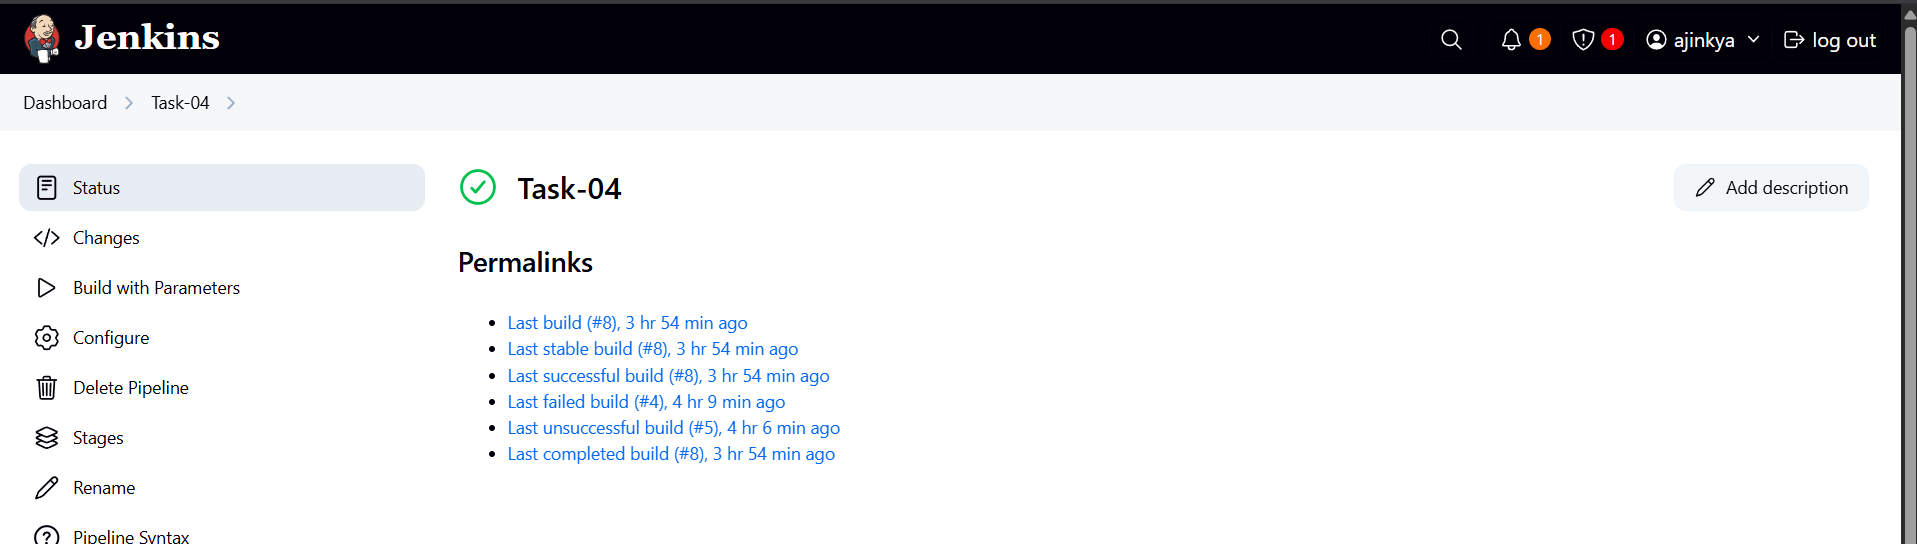 Jenkins
1
1
ajinkya
log out
Dashboard
Task-04
Status
Changes
Build with Parameters
Configure
Delete Pipeline
Stages
Rename
Pipeline Syntax
Task-04
Add description
Permalinks
Last build (#8), 3 hr 54 min ago
Last stable build (#8), 3 hr 54 min ago
Last successful build (#8), 3 hr 54 min ago
Last failed build (#4), 4 hr 9 min ago
Last unsuccessful build (#5), 4 hr 6 min ago
Last completed build (#8), 3 hr 54 min ago